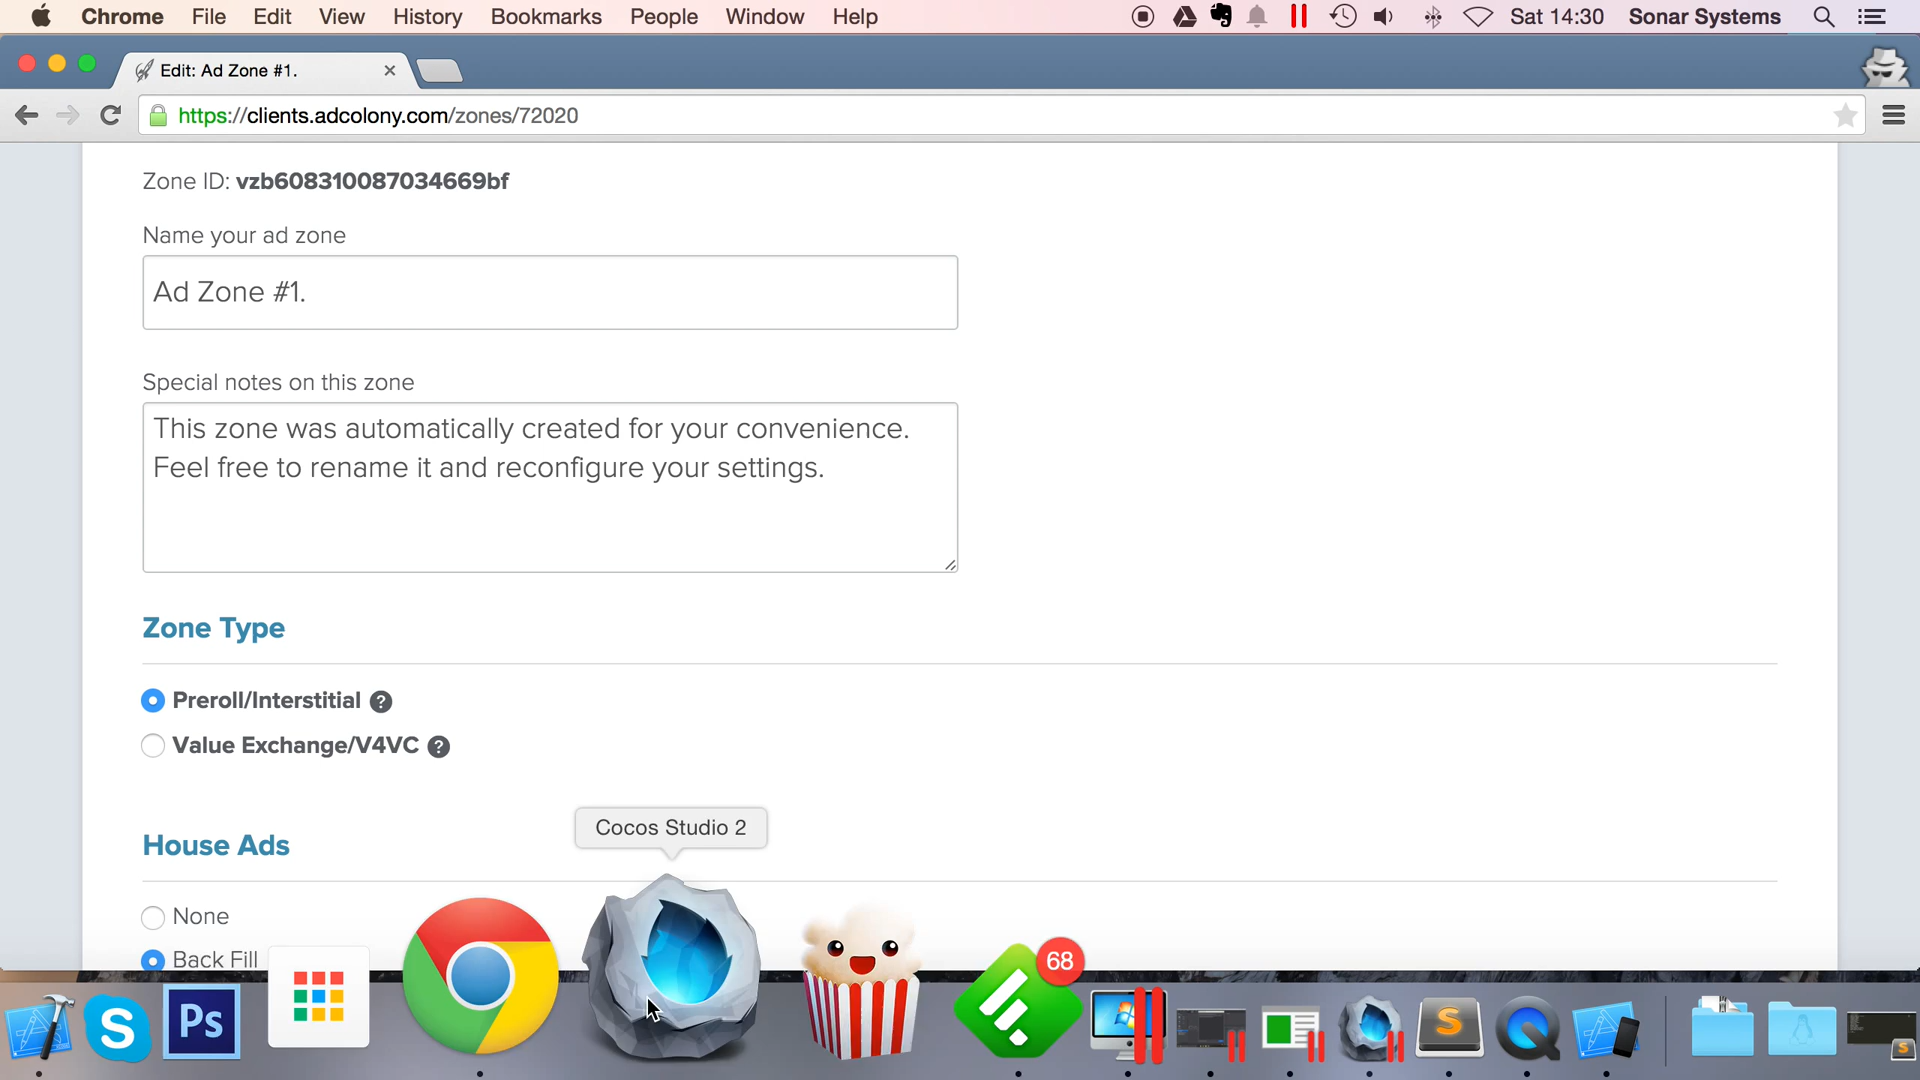 Chrome File Edit View History Bookmarks People Window Help Sat 14:30 Sonar Systems
Edit: Ad Zone #1.
https://clients.adcolony.com/zones/72020
Zone ID: vzb608310087034669bf
Name your ad zone
Ad Zone #1.
Special notes on this zone
This zone was automatically created for your convenience.
Feel free to rename it and reconfigure your settings.
Zone Type
Preroll/Interstitial ?
Value Exchange/V4VC ?
Cocos Studio 2
House Ads
None
Back Fill
68
S Ps S
S